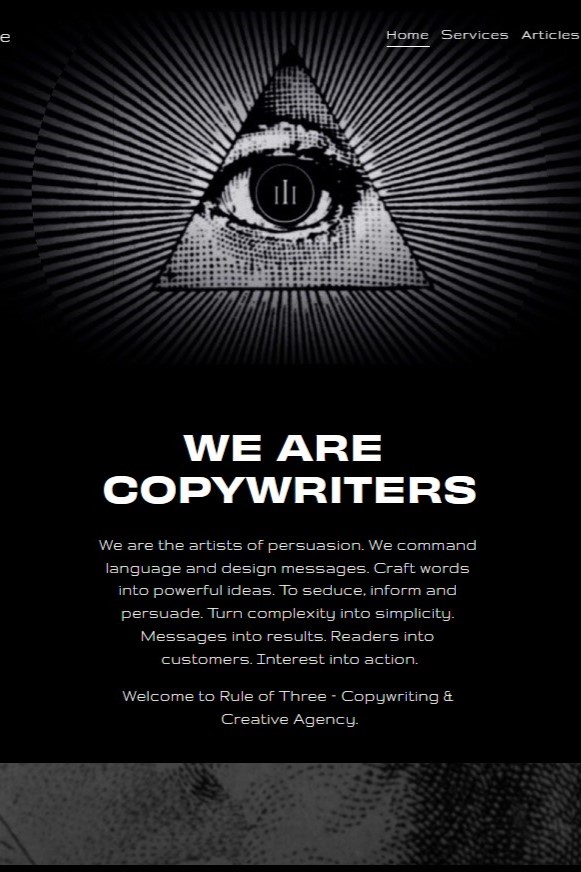 e
Home Services Articles
III
WE ARE
COPYWRITERS
We are the artists of persuasion. We command
language and design messages. Craft words
into powerful ideas. To seduce, inform and
persuade. Turn complexity into simplicity.
Messages into results. Readers into
customers. Interest into action.
Welcome to Rule of Three - Copywriting &
Creative Agency.